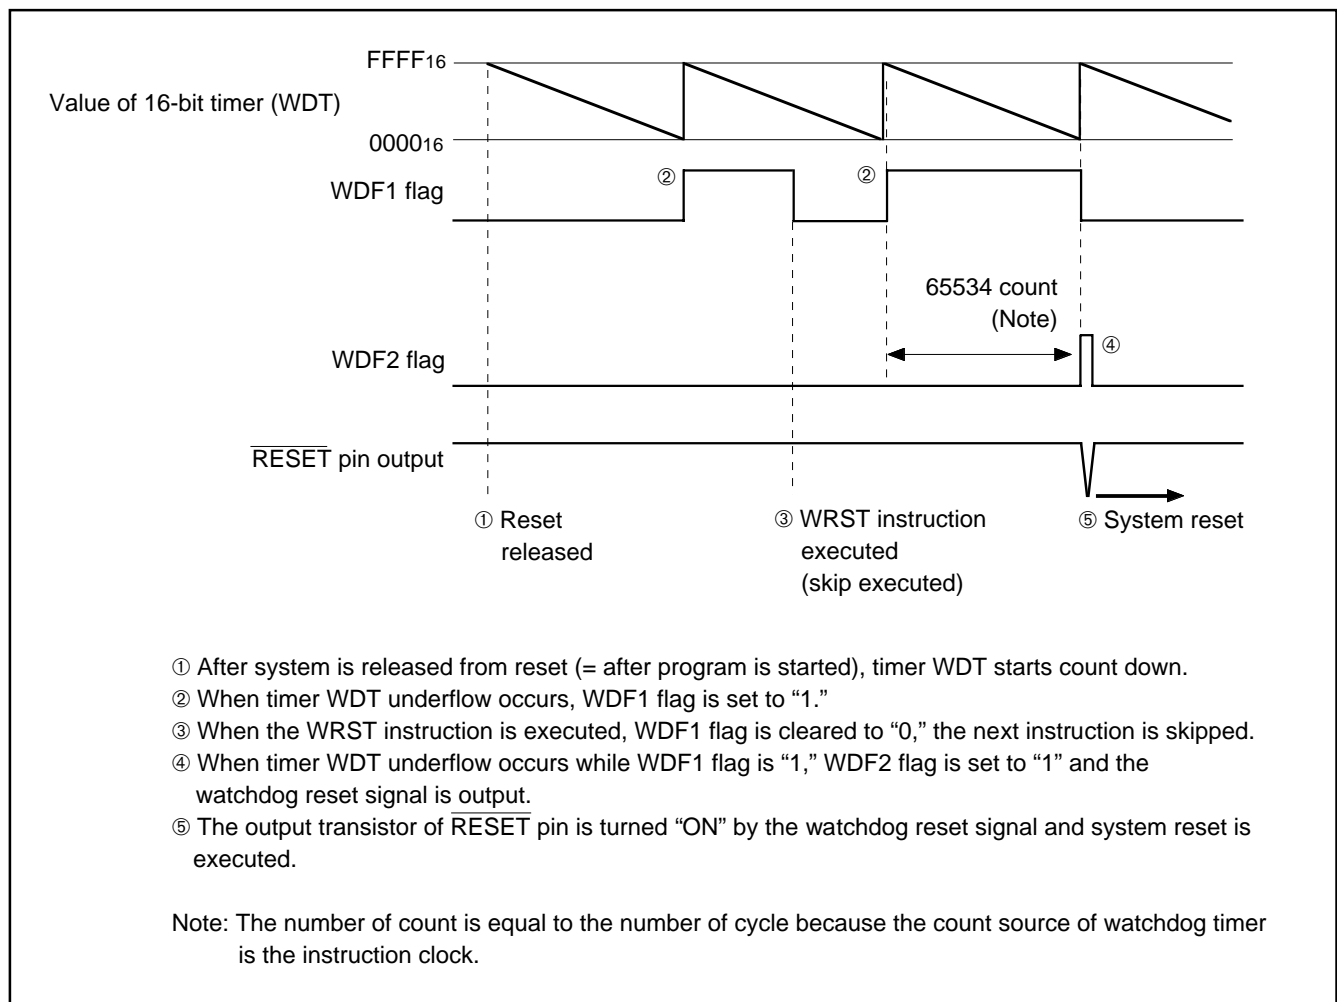 FFFF16
Value of 16-bit timer (WDT)
000016
② ②
WDF1 flag
65534 count
(Note)
④
WDF2 flag
RESET pin output
① Reset
released
③ WRST instruction
executed
(skip executed)
⑤ System reset
① After system is released from reset (= after program is started), timer WDT starts count down.
② When timer WDT underflow occurs, WDF1 flag is set to “1.”
③ When the WRST instruction is executed, WDF1 flag is cleared to “0,” the next instruction is skipped.
④ When timer WDT underflow occurs while WDF1 flag is “1,” WDF2 flag is set to “1” and the
watchdog reset signal is output.
⑤ The output transistor of RESET pin is turned “ON” by the watchdog reset signal and system reset is
executed.
Note: The number of count is equal to the number of cycle because the count source of watchdog timer
is the instruction clock.